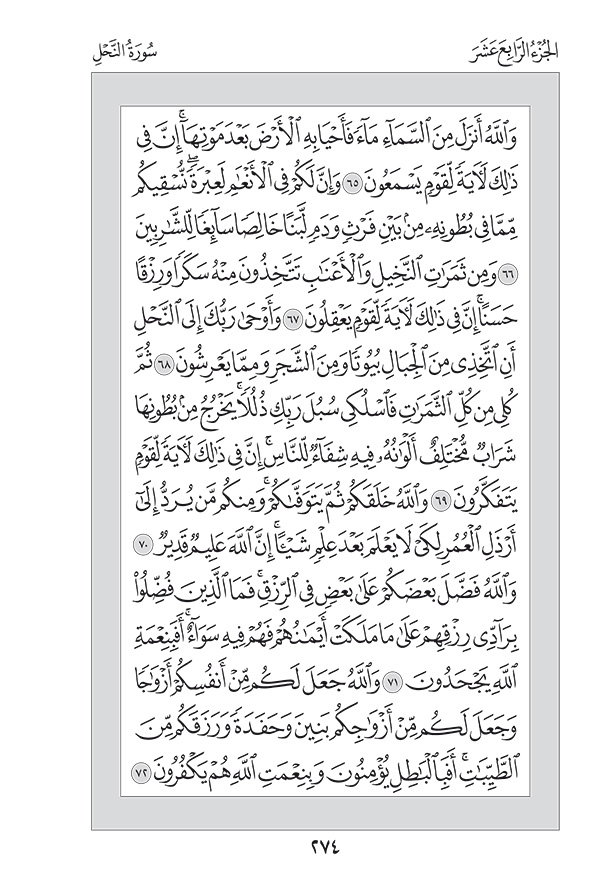 الجُزْءُ الرَّابِعَ عَشَرَ
سُورَةُ النَّحْلِ
وَٱللَّهُ أَنزَلَ مِنَ ٱلسَّمَآءِ مَآءً فَأَحْيَا بِهِ ٱلْأَرْضَ بَعْدَ مَوْتِهَآۚ إِنَّ فِى
ذَٰلِكَ لَأٓيَةً لِّقَوْمٍ يَسْمَعُونَ ٦٥ وَإِنَّ لَكُمْ فِى ٱلْأَنْعَٰمِ لَعِبْرَةًۖ نُّسْقِيكُم
مِّمَّا فِى بُطُونِهِۦ مِنۢ بَيْنِ فَرْثٍ وَدَمٍ لَّبَنًا خَالِصًا سَآئِغًا لِّلشَّٰرِبِينَ
٦٦ وَمِن ثَمَرَٰتِ ٱلنَّخِيلِ وَٱلْأَعْنَٰبِ تَتَّخِذُونَ مِنْهُ سَكَرًا وَرِزْقًا
حَسَنًاۗ إِنَّ فِى ذَٰلِكَ لَأٓيَةً لِّقَوْمٍ يَعْقِلُونَ ٦٧ وَأَوْحَىٰ رَبُّكَ إِلَى ٱلنَّحْلِ
أَنِ ٱتَّخِذِى مِنَ ٱلْجِبَالِ بُيُوتًا وَمِنَ ٱلشَّجَرِ وَمِمَّا يَعْرِشُونَ ٦٨ ثُمَّ
كُلِى مِن كُلِّ ٱلثَّمَرَٰتِ فَٱسْلُكِى سُبُلَ رَبِّكِ ذُلُلًاۚ يَخْرُجُ مِنۢ بُطُونِهَا
شَرَابٌ مُّخْتَلِفٌ أَلْوَٰنُهُۥ فِيهِ شِفَآءٌ لِّلنَّاسِۗ إِنَّ فِى ذَٰلِكَ لَأٓيَةً لِّقَوْمٍ
يَتَفَكَّرُونَ ٦٩ وَٱللَّهُ خَلَقَكُمْ ثُمَّ يَتَوَفَّىٰكُمْۚ وَمِنكُم مَّن يُرَدُّ إِلَىٰٓ
أَرْذَلِ ٱلْعُمُرِ لِكَىْ لَا يَعْلَمَ بَعْدَ عِلْمٍ شَيْـًٔاۚ إِنَّ ٱللَّهَ عَلِيمٌ قَدِيرٌ ٧٠
وَٱللَّهُ فَضَّلَ بَعْضَكُمْ عَلَىٰ بَعْضٍ فِى ٱلرِّزْقِۚ فَمَا ٱلَّذِينَ فُضِّلُوا۟
بِرَآدِّى رِزْقِهِمْ عَلَىٰ مَا مَلَكَتْ أَيْمَٰنُهُمْ فَهُمْ فِيهِ سَوَآءٌۚ أَفَبِنِعْمَةِ
ٱللَّهِ يَجْحَدُونَ ٧١ وَٱللَّهُ جَعَلَ لَكُم مِّنْ أَنفُسِكُمْ أَزْوَٰجًا
وَجَعَلَ لَكُم مِّنْ أَزْوَٰجِكُم بَنِينَ وَحَفَدَةً وَرَزَقَكُم مِّنَ
ٱلطَّيِّبَٰتِۚ أَفَبِٱلْبَٰطِلِ يُؤْمِنُونَ وَبِنِعْمَتِ ٱللَّهِ هُمْ يَكْفُرُونَ ٧٢
٢٧٤